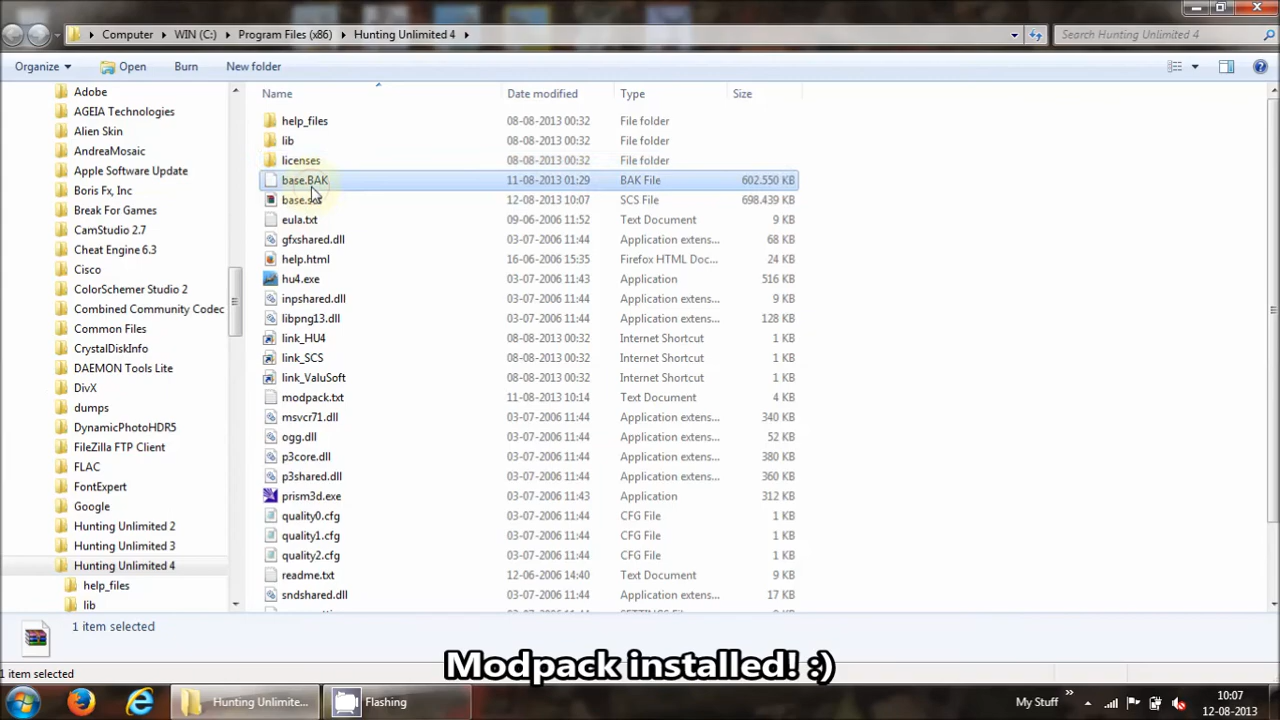 Computer WIN (C:) Program Files (x86) Hunting Unlimited 4 Search Hunting Unlimited 4
Organize Open Burn New folder
Adobe
AGEIA Technologies
Alien Skin
AndreaMosaic
Apple Software Update
Boris Fx, Inc
Break For Games
CamStudio 2.7
Cheat Engine 6.3
Cisco
ColorSchemer Studio 2
Combined Community Codec
Common Files
CrystalDiskInfo
DAEMON Tools Lite
DivX
dumps
DynamicPhotoHDR5
FileZilla FTP Client
FLAC
FontExpert
Google
Hunting Unlimited 2
Hunting Unlimited 3
Hunting Unlimited 4
help_files
lib
Name Date modified Type Size
help_files 08-08-2013 00:32 File folder
lib 08-08-2013 00:32 File folder
licenses 08-08-2013 00:32 File folder
base.BAK 11-08-2013 01:29 BAK File 602.550 KB
base.scs 12-08-2013 10:07 SCS File 698.439 KB
eula.txt 09-06-2006 11:52 Text Document 9 KB
gfxshared.dll 03-07-2006 11:44 Application extens... 68 KB
help.html 16-06-2006 15:35 Firefox HTML Doc... 24 KB
hu4.exe 03-07-2006 11:44 Application 516 KB
inpshared.dll 03-07-2006 11:44 Application extens... 9 KB
libpng13.dll 03-07-2006 11:44 Application extens... 128 KB
link_HU4 08-08-2013 00:32 Internet Shortcut 1 KB
link_SCS 08-08-2013 00:32 Internet Shortcut 1 KB
link_ValuSoft 08-08-2013 00:32 Internet Shortcut 1 KB
modpack.txt 11-08-2013 10:14 Text Document 4 KB
msvcr71.dll 03-07-2006 11:44 Application extens... 340 KB
ogg.dll 03-07-2006 11:44 Application extens... 52 KB
p3core.dll 03-07-2006 11:44 Application extens... 380 KB
p3shared.dll 03-07-2006 11:44 Application extens... 360 KB
prism3d.exe 03-07-2006 11:43 Application 312 KB
quality0.cfg 03-07-2006 11:44 CFG File 1 KB
quality1.cfg 03-07-2006 11:44 CFG File 1 KB
quality2.cfg 03-07-2006 11:44 CFG File 1 KB
readme.txt 12-06-2006 14:40 Text Document 9 KB
sndshared.dll 03-07-2006 11:44 Application extens... 17 KB
1 item selected
Modpack installed! :)
1 item selected
Hunting Unlimite... Flashing My Stuff 10:07
12-08-2013